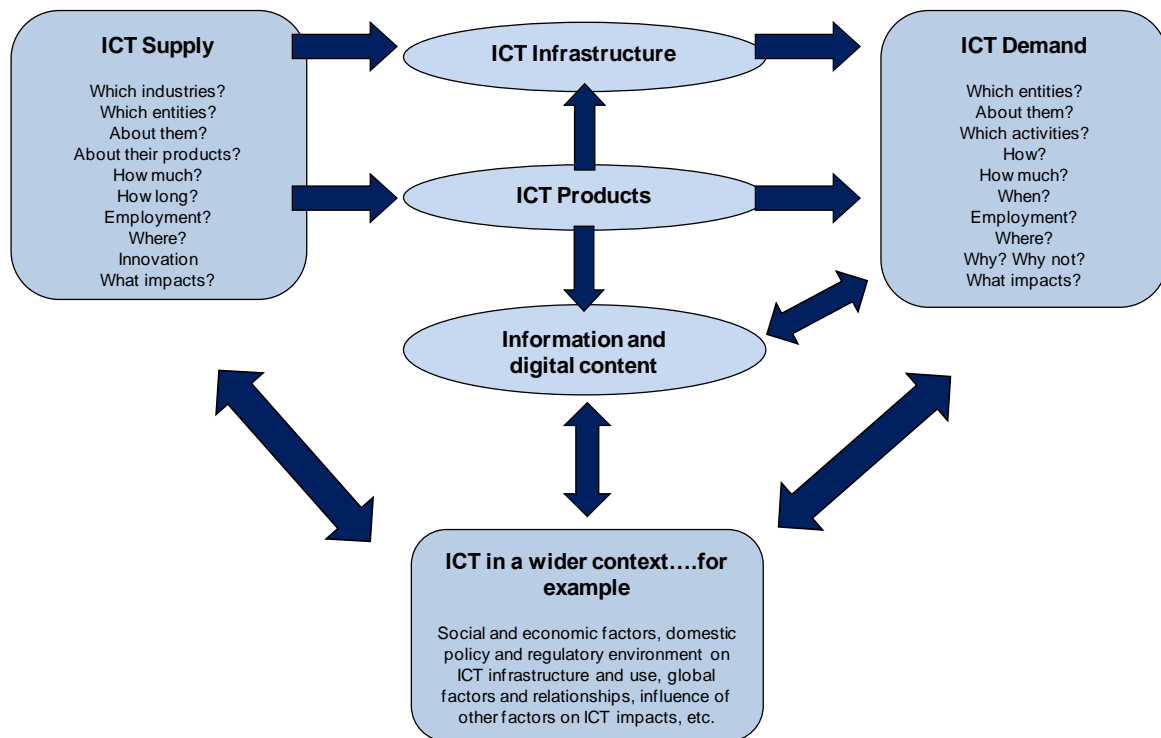 ICT Supply
Which industries?
Which entities?
About them?
About their products?
How much?
How long?
Employment?
Where?
Innovation
What impacts?
ICT Infrastructure
ICT Products
Information and
digital content
ICT Demand
Which entities?
About them?
Which activities?
How?
How much?
When?
Employment?
Where?
Why? Why not?
What impacts?
ICT in a wider context….for
example
Social and economic factors, domestic
policy and regulatory environment on
ICT infrastructure and use, global
factors and relationships, influence of
other factors on ICT impacts, etc.